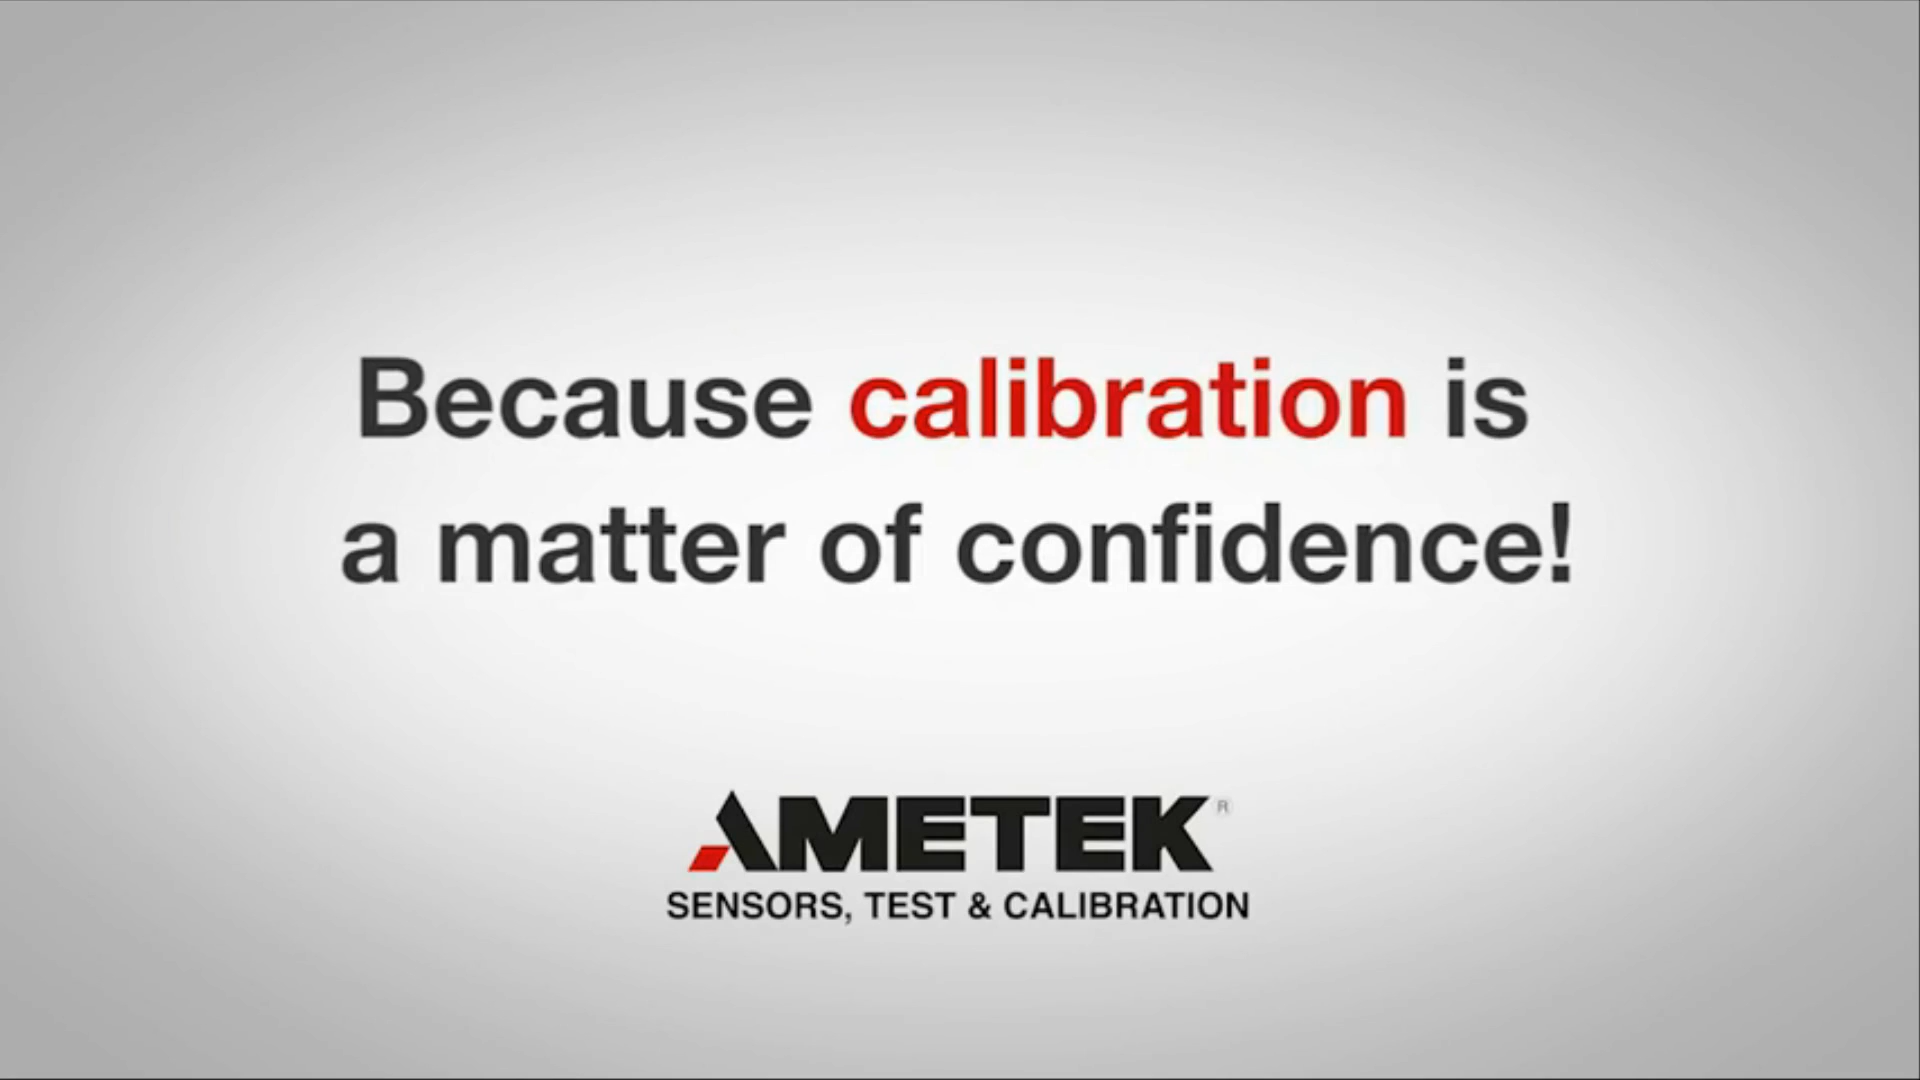 Because calibration is
a matter of confidence!
AMETEK®
SENSORS, TEST & CALIBRATION